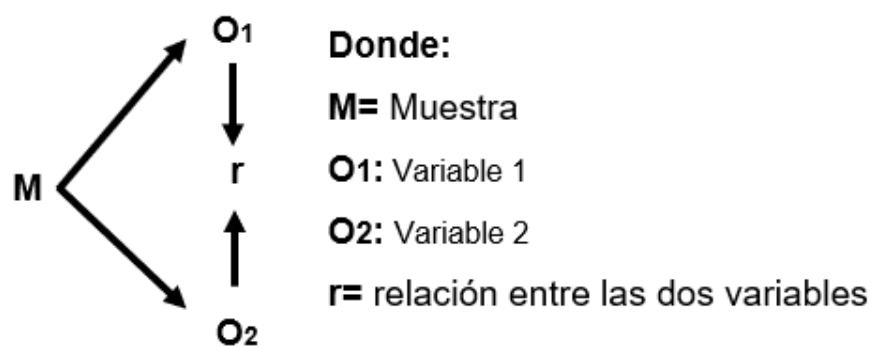 O1
r
M
O2
Donde:
M= Muestra
O1: Variable 1
O2: Variable 2
r= relación entre las dos variables